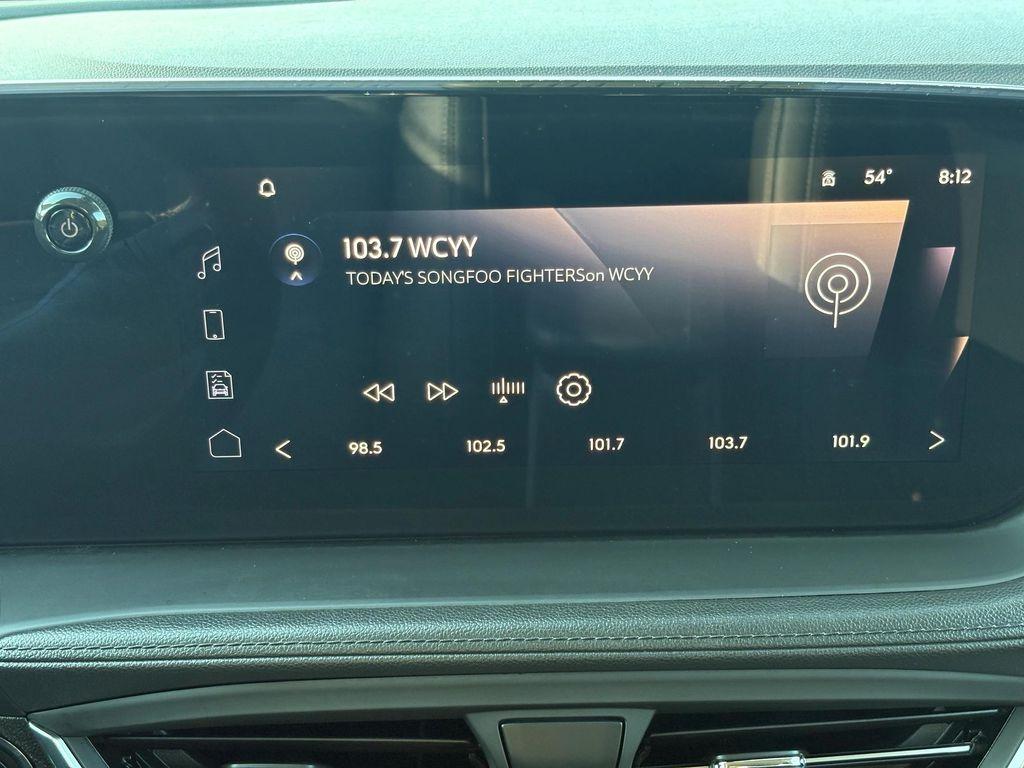 54° 8:12
103.7 WCYY
TODAY'S SONGFOO FIGHTERSon WCYY
98.5 102.5 101.7 103.7 101.9